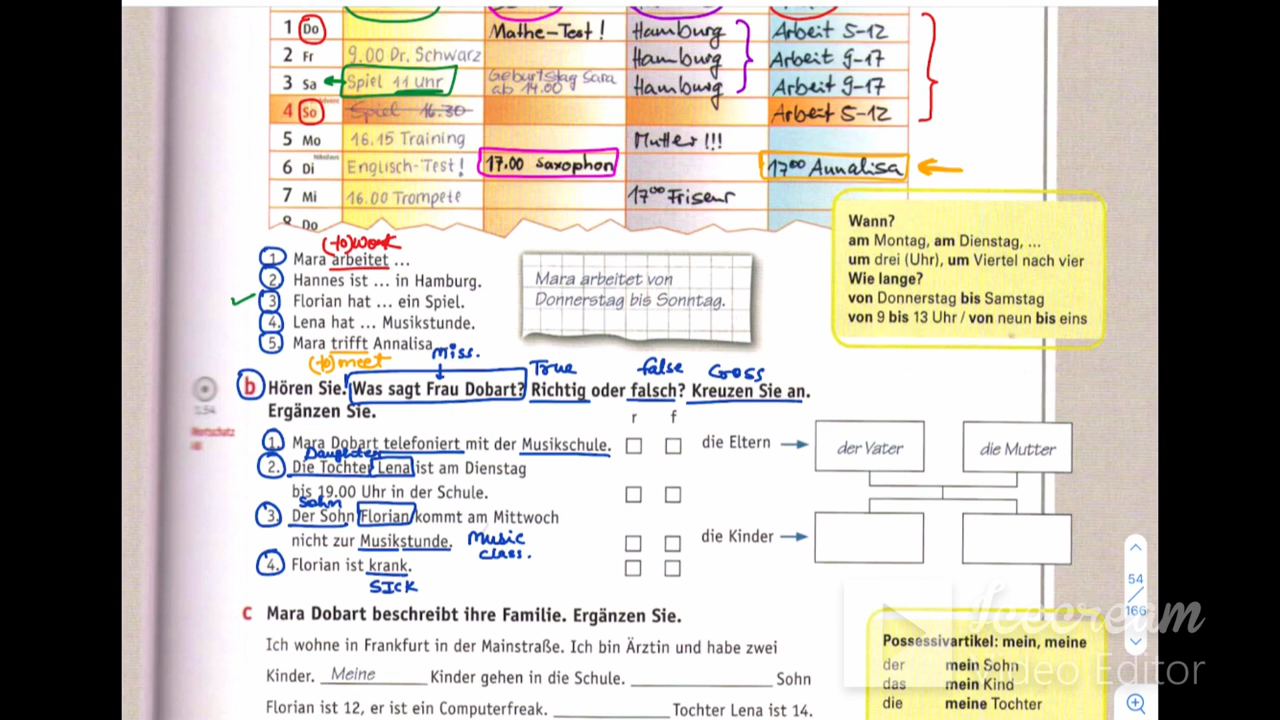 1 Do Mathe-Test! Hamburg Arbeit 5-12
2 Fr 9.00 Dr. Schwarz Hamburg Arbeit 9-17
3 Sa Spiel 11 Uhr Geburtstag Sara ab 14.00 Hamburg Arbeit 9-17
4 So Spiel 16.30 Arbeit 5-12
5 Mo 16.15 Training Mutter!!!
6 Di Englisch-Test! 17.00 Saxophon 17⁰⁰ Annalisa
7 Mi 16.00 Trompete 17⁰⁰ Friseur
8 Do
(to) work
1 Mara arbeitet ...
2 Hannes ist ... in Hamburg.
3 Florian hat ... ein Spiel.
4. Lena hat ... Musikstunde.
5. Mara trifft Annalisa
(to) meet
Mara arbeitet von
Donnerstag bis Sonntag.
Wann?
am Montag, am Dienstag, ...
um drei (Uhr), um Viertel nach vier
Wie lange?
von Donnerstag bis Samstag
von 9 bis 13 Uhr / von neun bis eins
miss. True false Cross
b Hören Sie. Was sagt Frau Dobart? Richtig oder falsch? Kreuzen Sie an.
Ergänzen Sie.
r f
1. Mara Dobart telefoniert mit der Musikschule.
Daughter
2. Die Tochter Lena ist am Dienstag
bis 19.00 Uhr in der Schule.
Sohn
3. Der Sohn Florian kommt am Mittwoch
nicht zur Musikstunde. Music
class.
4. Florian ist krank.
SICK
die Eltern der Vater die Mutter
die Kinder
C Mara Dobart beschreibt ihre Familie. Ergänzen Sie.
Ich wohne in Frankfurt in der Mainstraße. Ich bin Ärztin und habe zwei
Kinder. Meine Kinder gehen in die Schule. Sohn
Florian ist 12, er ist ein Computerfreak. Tochter Lena ist 14.
Possessivartikel: mein, meine
der mein Sohn
das mein Kind
die meine Tochter
54
166
Icecream
Video Editor